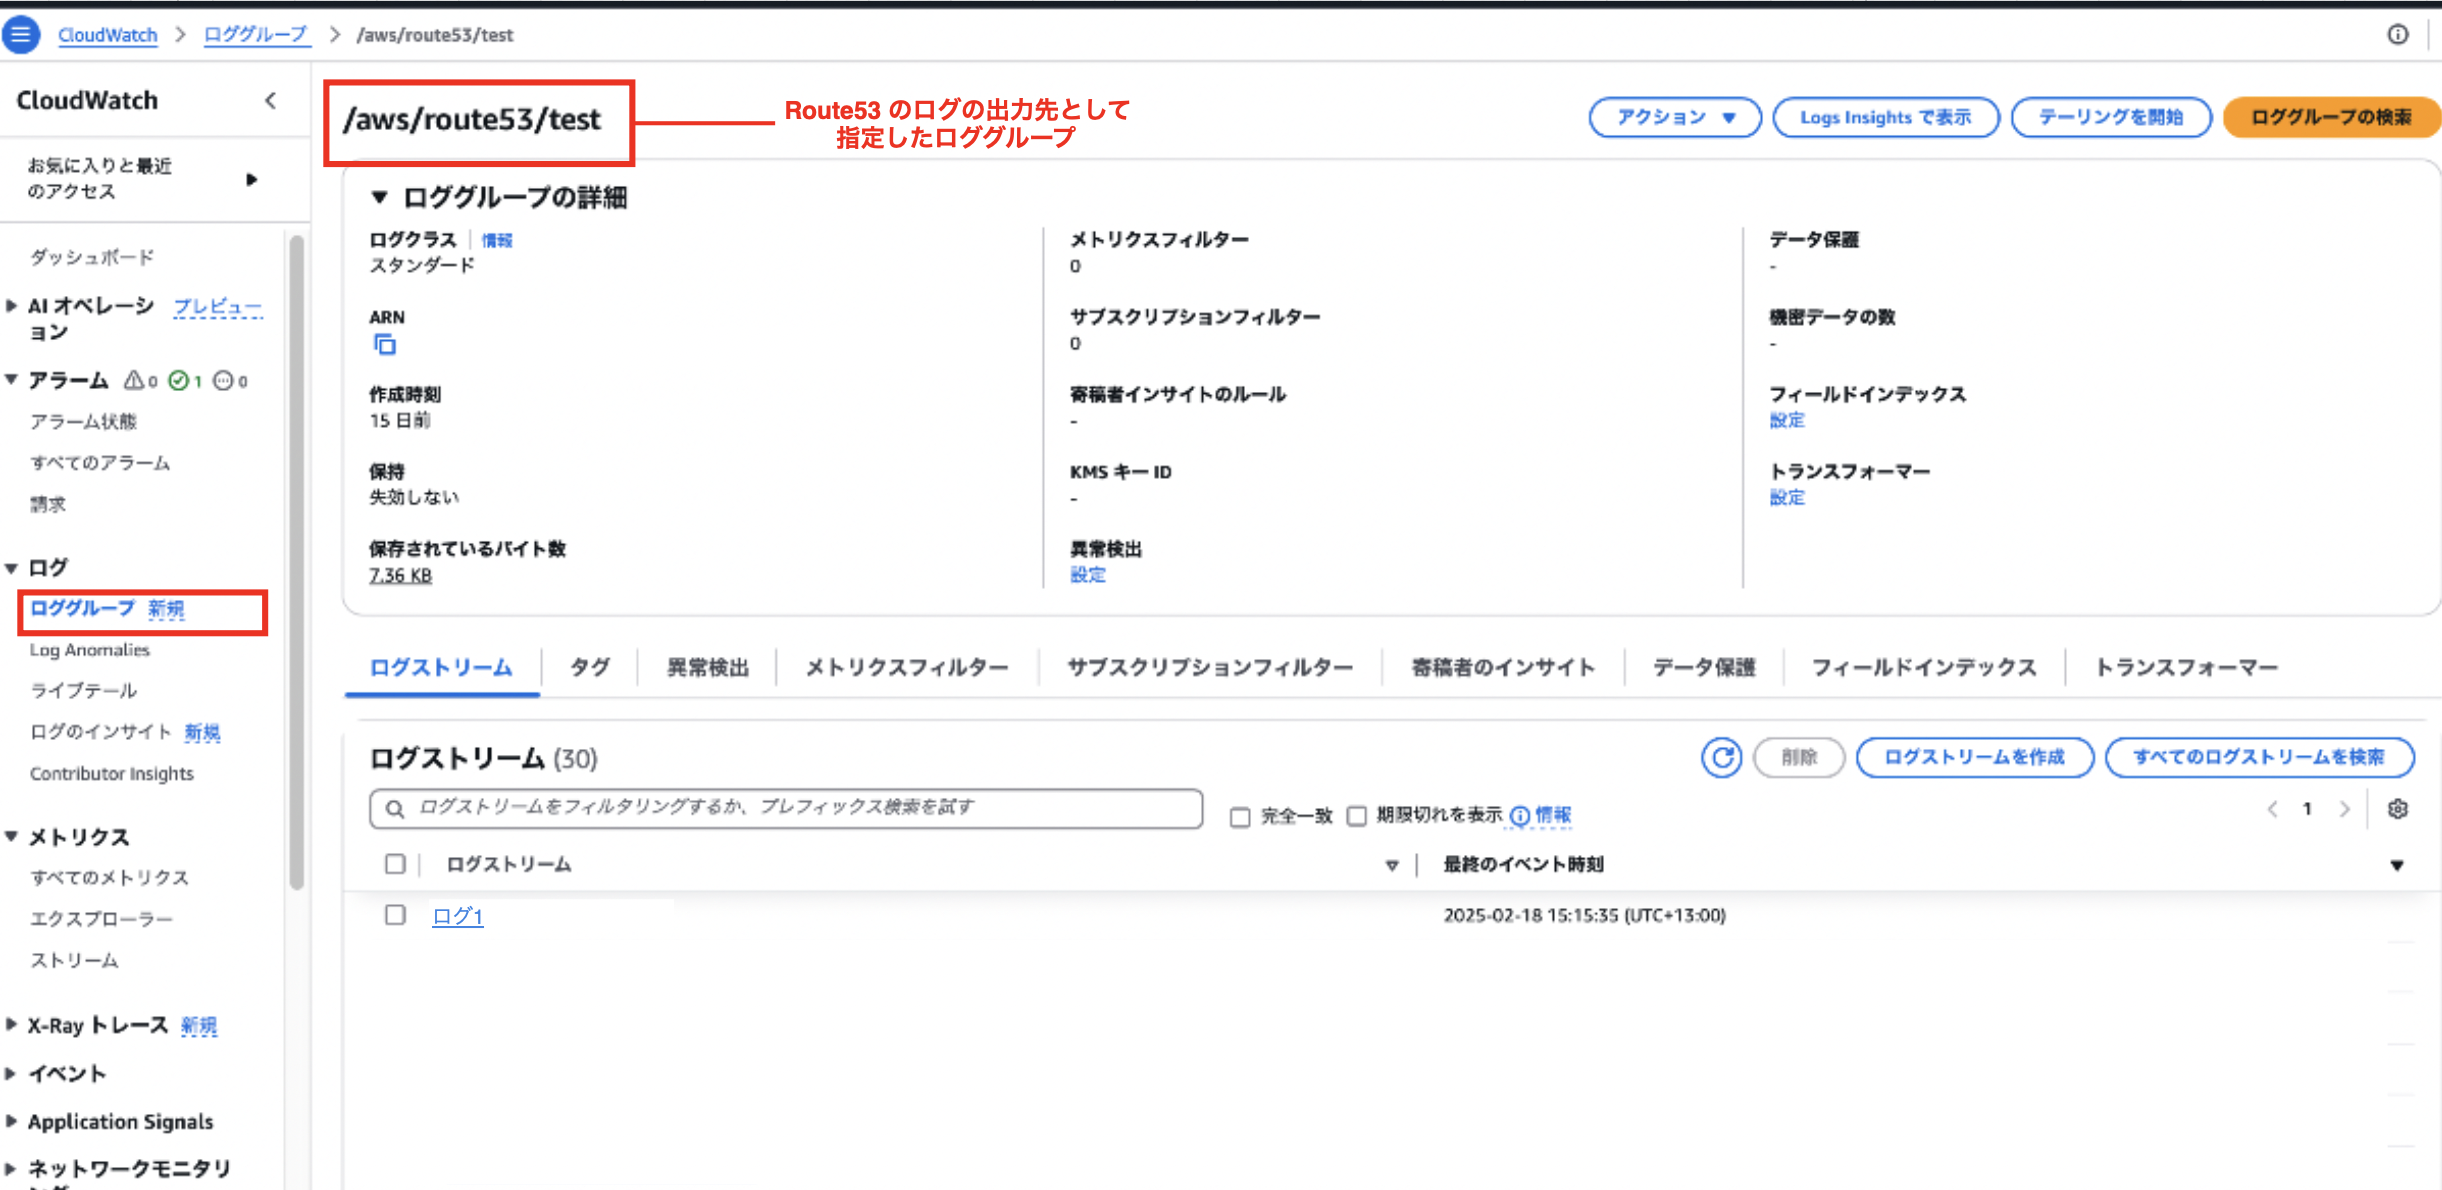 CloudWatch > ロググループ > /aws/route53/test
CloudWatch
お気に入りと最近
のアクセス
ダッシュボード
AI オペレーシ プレビュー
ョン
アラーム 0 1 0
アラーム状態
すべてのアラーム
請求
ログ
ロググループ 新規
Log Anomalies
ライブテール
ログのインサイト 新規
Contributor Insights
メトリクス
すべてのメトリクス
エクスプローラー
ストリーム
X-Ray トレース 新規
イベント
Application Signals
ネットワークモニタリ
/aws/route53/test
Route53 のログの出力先として
指定したロググループ
アクション
Logs Insights で表示
テーリングを開始
ロググループの検索
ロググループの詳細
ログクラス 情報
スタンダード
ARN
作成時刻
15 日前
保持
失効しない
保存されているバイト数
7.36 KB
メトリクスフィルター
0
サブスクリプションフィルター
0
寄稿者インサイトのルール
-
KMS キー ID
-
異常検出
設定
データ保護
-
機密データの数
-
フィールドインデックス
設定
トランスフォーマー
設定
ログストリーム タグ 異常検出 メトリクスフィルター サブスクリプションフィルター 寄稿者のインサイト データ保護 フィールドインデックス トランスフォーマー
ログストリーム (30)
削除
ログストリームを作成
すべてのログストリームを検索
ログストリームをフィルタリングするか、プレフィックス検索を試す
完全一致
期限切れを表示 情報
1
ログストリーム
最終のイベント時刻
ログ1
2025-02-18 15:15:35 (UTC+13:00)